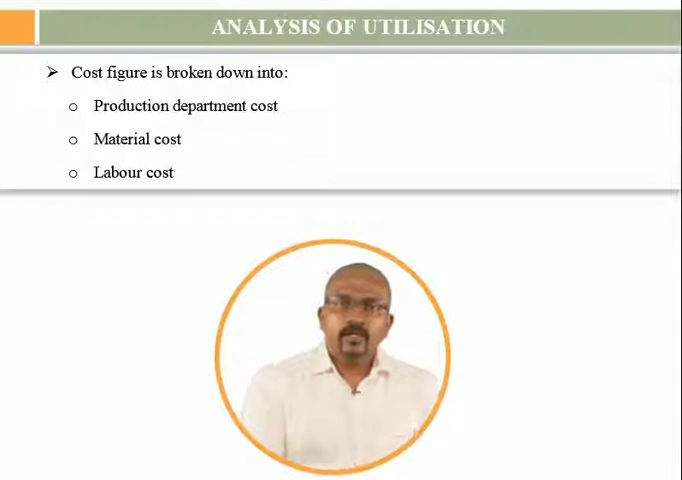 ANALYSIS OF UTILISATION
➢ Cost figure is broken down into:
o Production department cost
o Material cost
o Labour cost